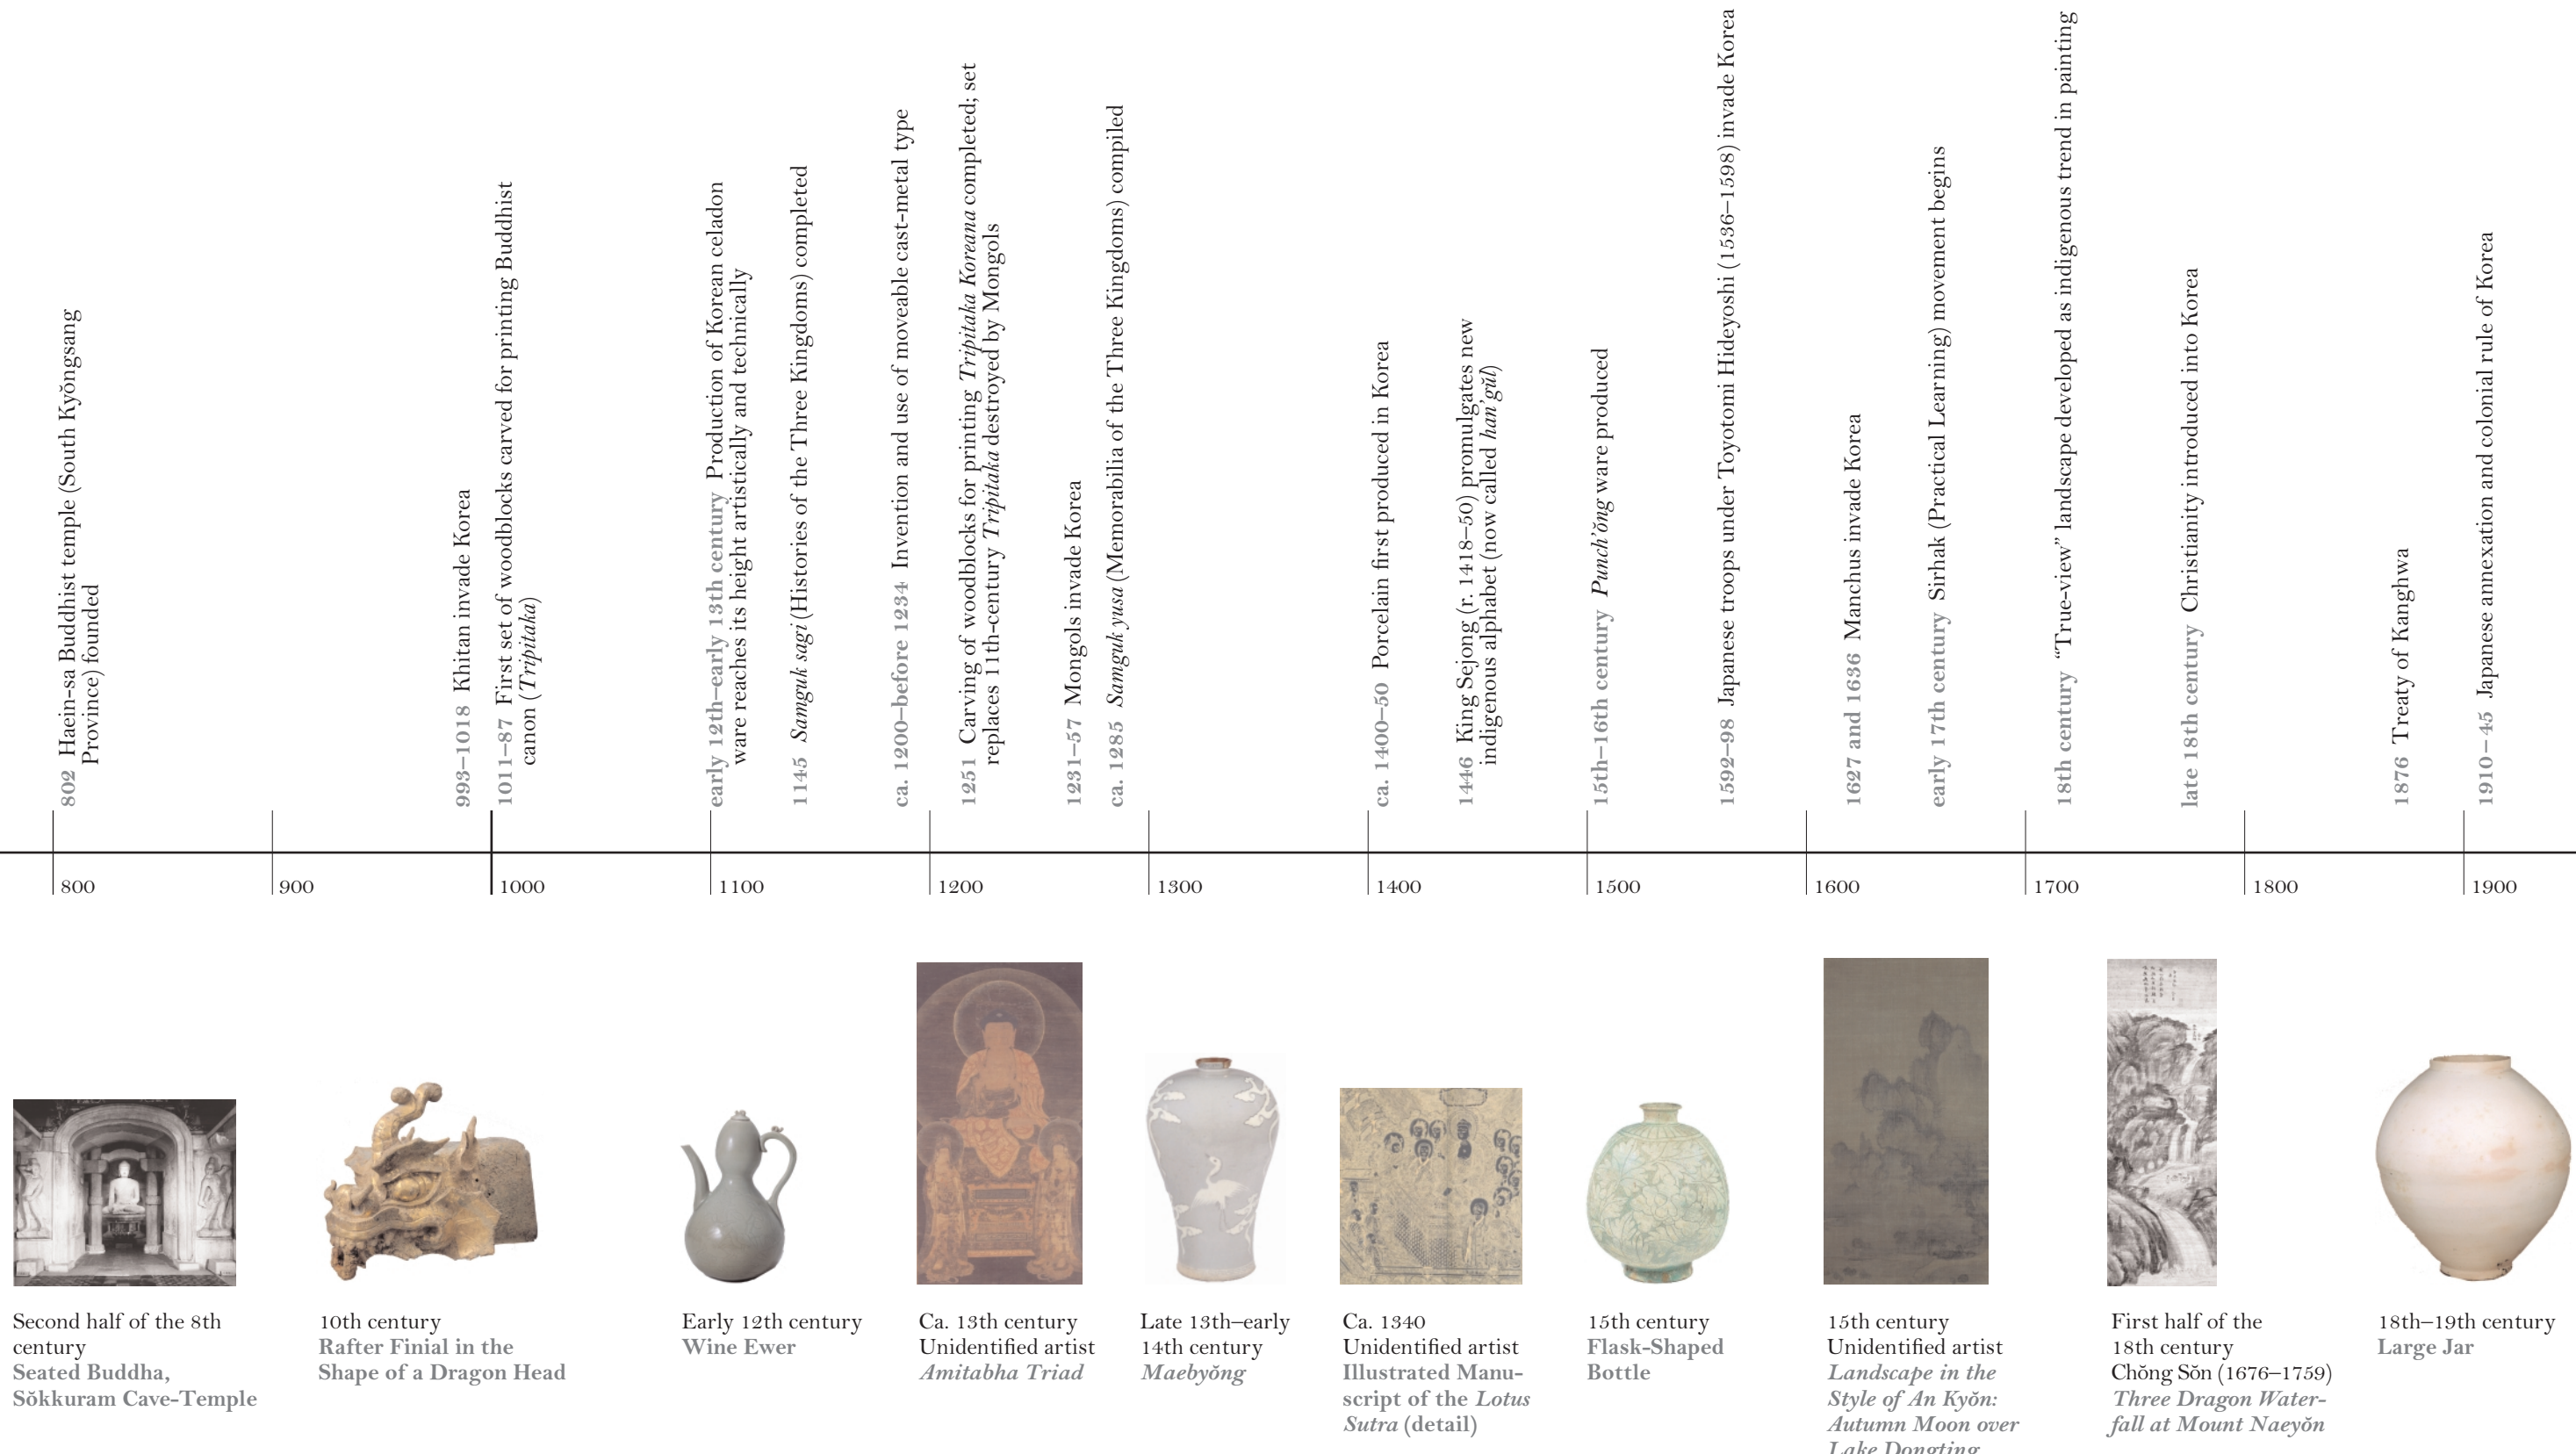 802 Haein-sa Buddhist temple (South Kyŏngsang
Province) founded
993–1018 Khitan invade Korea
1011–87 First set of woodblocks carved for printing Buddhist
canon (Tripitaka)
early 12th–early 13th century Production of Korean celadon
ware reaches its height artistically and technically
1145 Samguk sagi (Histories of the Three Kingdoms) completed
ca. 1200–before 1234 Invention and use of moveable cast-metal type
1251 Carving of woodblocks for printing Tripitaka Koreana completed; set
replaces 11th-century Tripitaka destroyed by Mongols
1231–57 Mongols invade Korea
ca. 1285 Samguk yusa (Memorabilia of the Three Kingdoms) compiled
ca. 1400–50 Porcelain first produced in Korea
1446 King Sejong (r. 1418–50) promulgates new
indigenous alphabet (now called han’gŭl)
15th–16th century Punch’ŏng ware produced
1592–98 Japanese troops under Toyotomi Hideyoshi (1536–1598) invade Korea
1627 and 1636 Manchus invade Korea
early 17th century Sirhak (Practical Learning) movement begins
18th century “True-view” landscape developed as indigenous trend in painting
late 18th century Christianity introduced into Korea
1876 Treaty of Kanghwa
1910–45 Japanese annexation and colonial rule of Korea
800
900
1000
1100
1200
1300
1400
1500
1600
1700
1800
1900
Second half of the 8th
century
Seated Buddha,
Sŏkkuram Cave-Temple
10th century
Rafter Finial in the
Shape of a Dragon Head
Early 12th century
Wine Ewer
Ca. 13th century
Unidentified artist
Amitabha Triad
Late 13th–early
14th century
Maebyŏng
Ca. 1340
Unidentified artist
Illustrated Manu-
script of the Lotus
Sutra (detail)
15th century
Flask-Shaped
Bottle
15th century
Unidentified artist
Landscape in the
Style of An Kyŏn:
Autumn Moon over
Lake Dongting
First half of the
18th century
Chŏng Sŏn (1676–1759)
Three Dragon Water-
fall at Mount Naeyŏn
18th–19th century
Large Jar